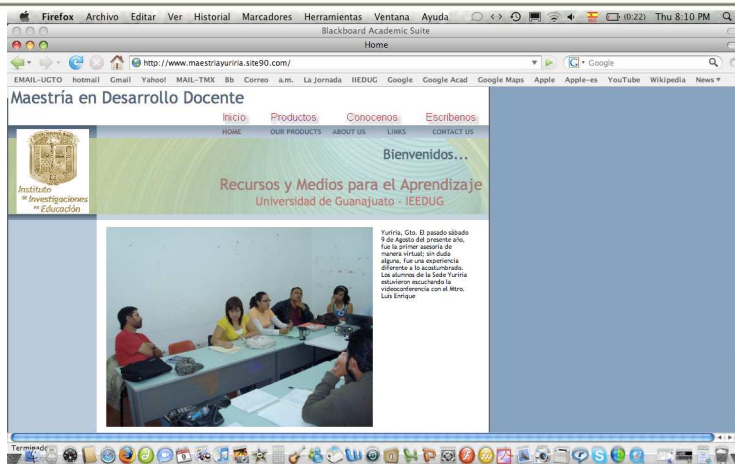 Firefox Archivo Editar Ver Historial Marcadores Herramientas Ventana Ayuda (0:22) Thu 8:10 PM
Blackboard Academic Suite
Home
http://www.maestriayuriria.site90.com/ Google
EMAIL-UGTO hotmail Gmail Yahoo! MAIL-TMX Bb Correo a.m. La Jornada IIEDUG Google Google Acad Google Maps Apple Apple-es YouTube Wikipedia News
Maestría en Desarrollo Docente
Inicio Productos Conocenos Escribenos
HOME OUR PRODUCTS ABOUT US LINKS CONTACT US
Bienvenidos...
Instituto
de Investigaciones
en Educación
Recursos y Medios para el Aprendizaje
Universidad de Guanajuato - IEEDUG
Yuriria, Gto. El pasado sábado
9 de Agosto del presente año,
fue la primer asesoría de
manera virtual; sin duda
alguna, fue una experiencia
diferente a lo acostumbrado.
Los alumnos de la Sede Yuriria
estuvieron escuchando la
videoconferencia con el Mtro.
Luis Enrique
Terminado